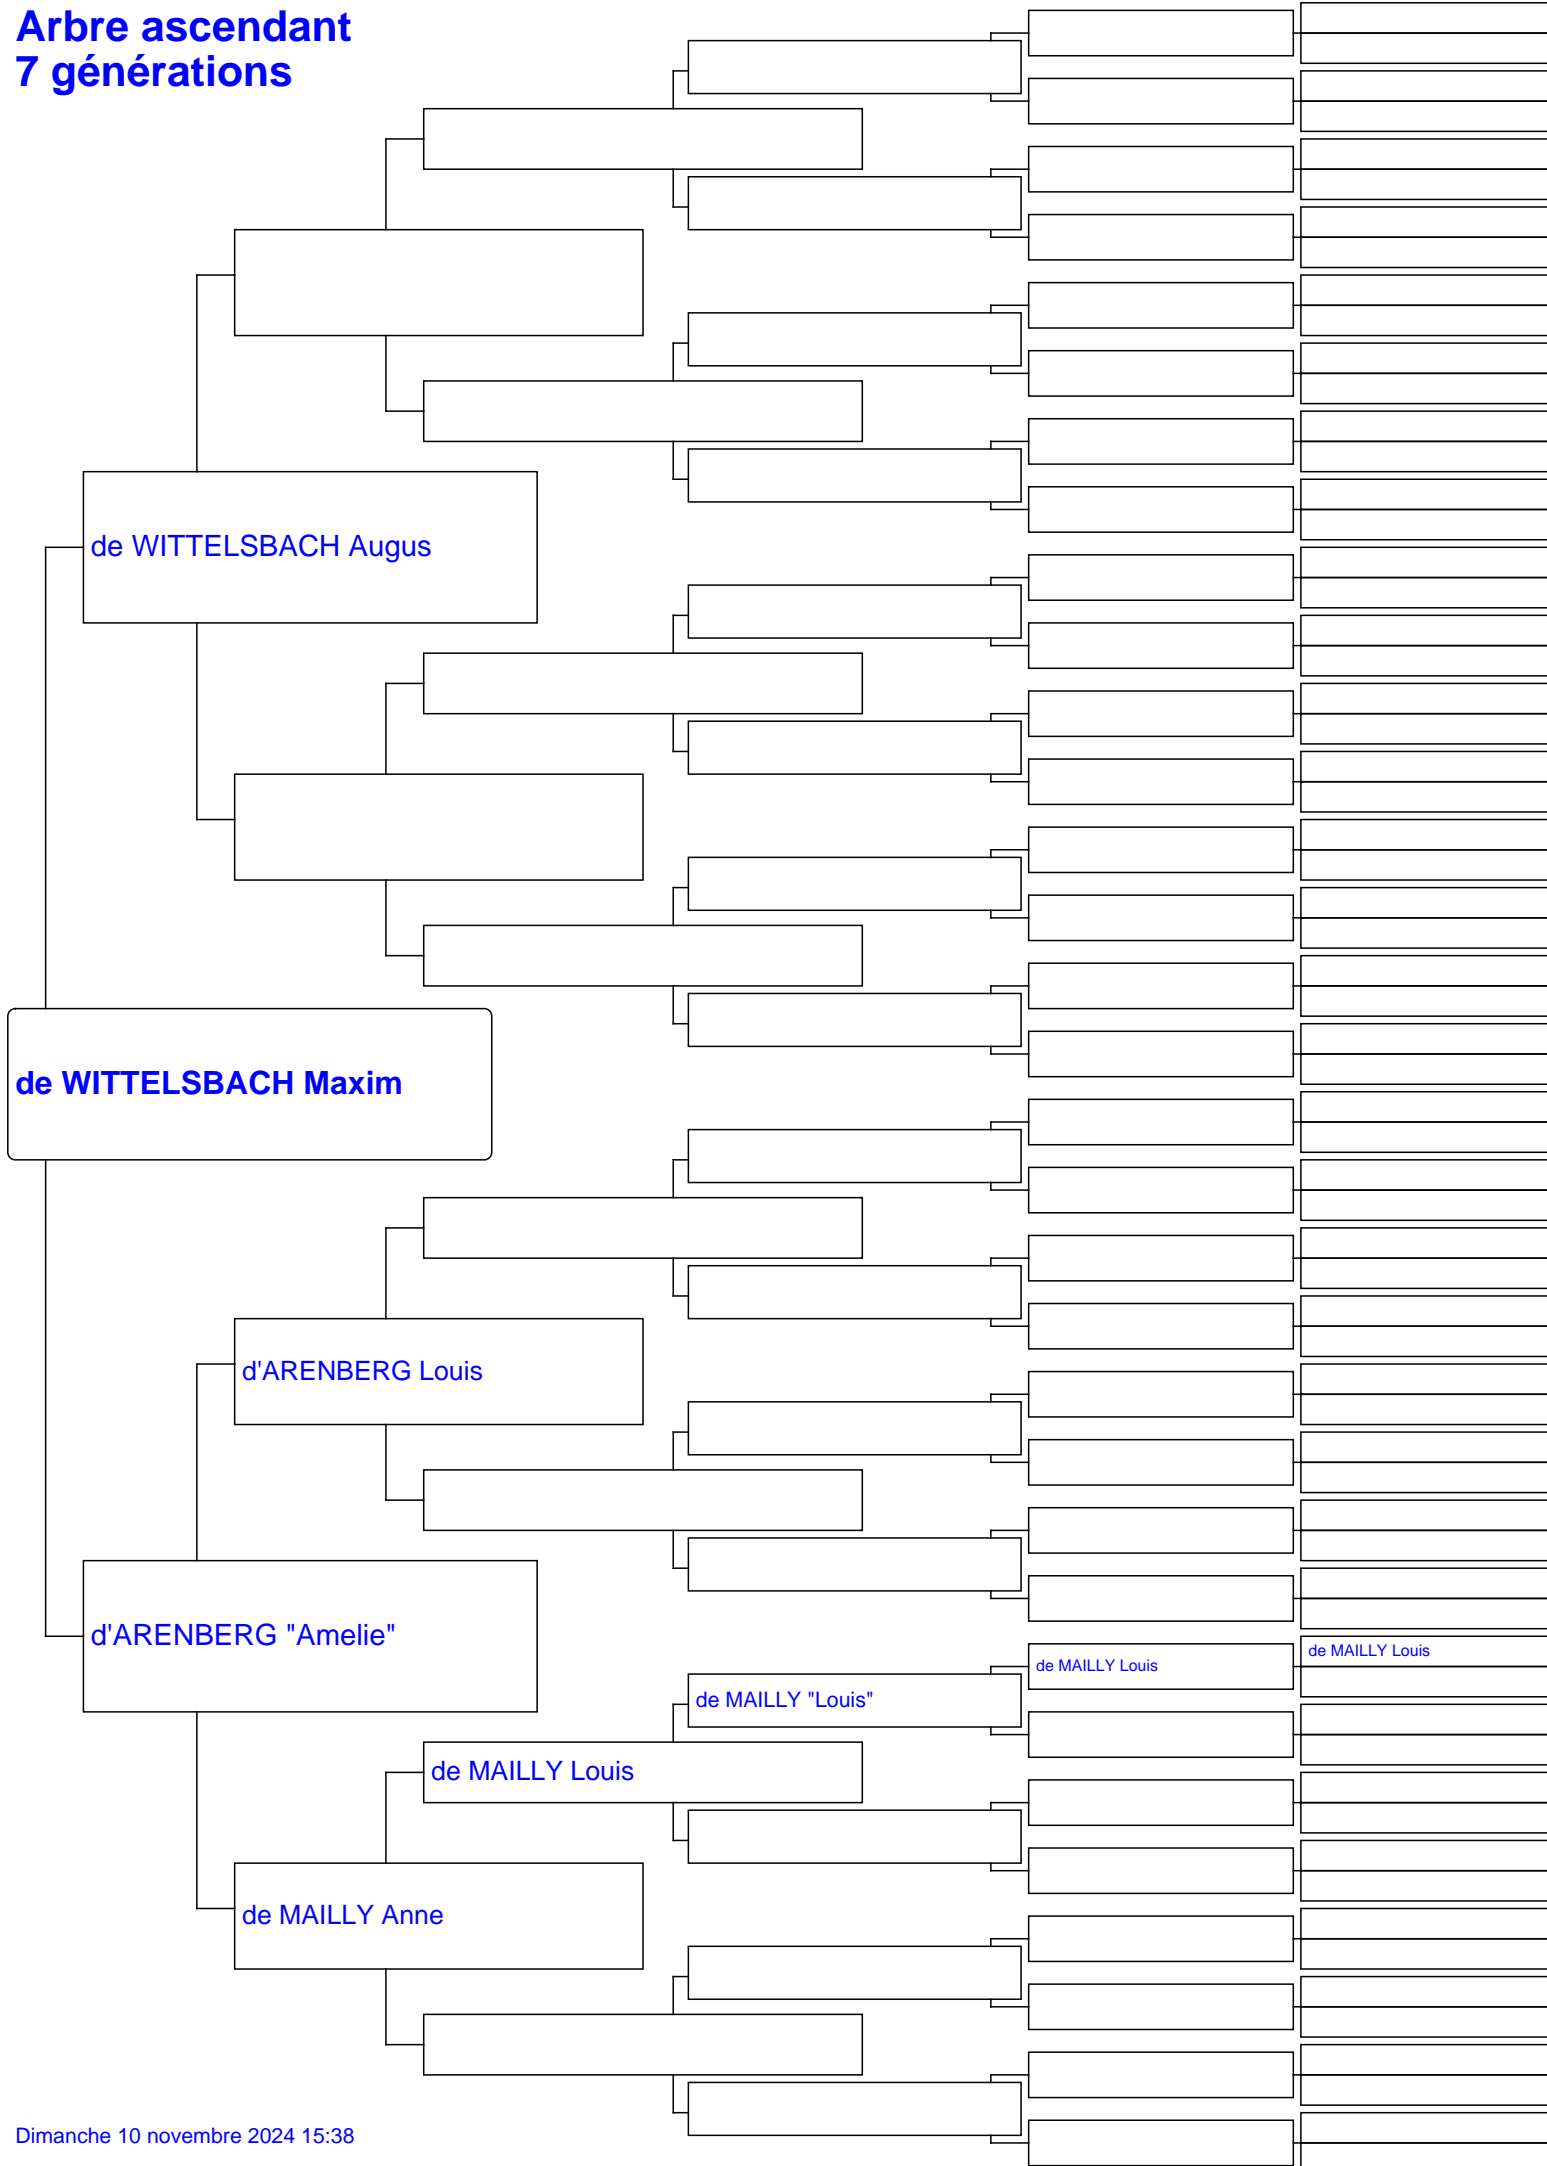 Arbre ascendant
7 générations
de WITTELSBACH Augus
de WITTELSBACH Maxim
d'ARENBERG Louis
d'ARENBERG "Amelie"
de MAILLY Louis
de MAILLY Louis
de MAILLY "Louis"
de MAILLY Louis
de MAILLY Anne
Dimanche 10 novembre 2024 15:38